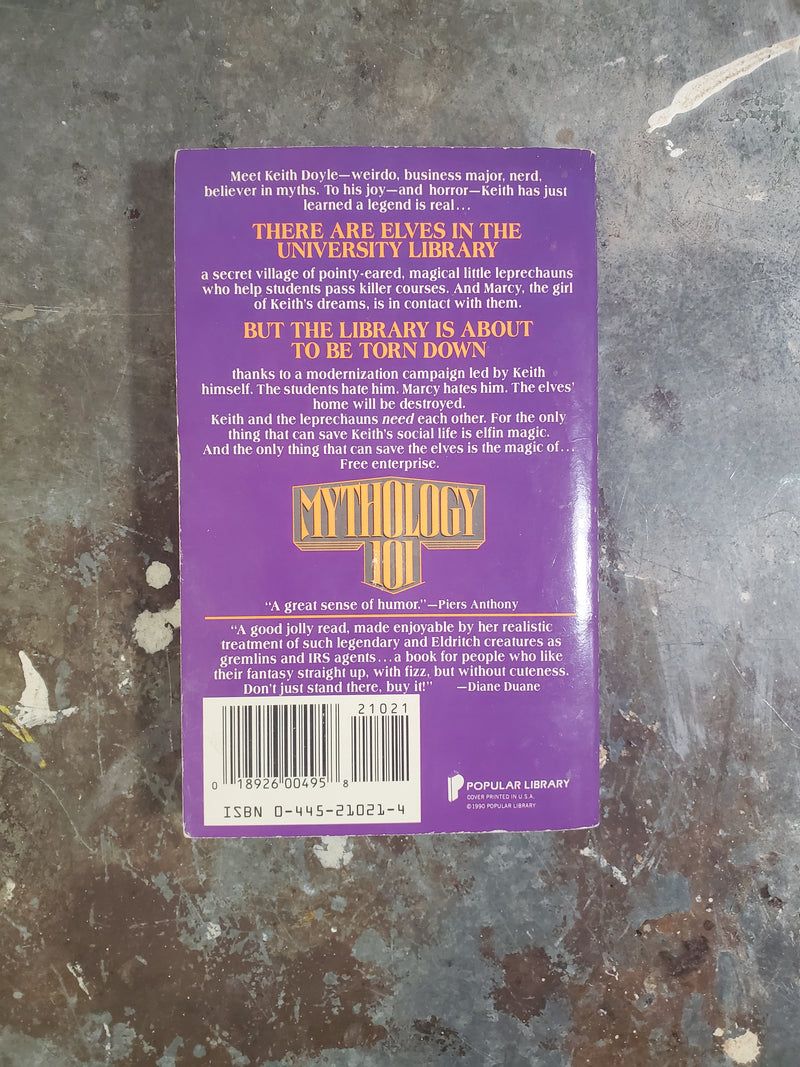 Meet Keith Doyle—weirdo, business major, nerd,
believer in myths. To his joy—and horror—Keith has just
learned a legend is real...
THERE ARE ELVES IN THE
UNIVERSITY LIBRARY
a secret village of pointy-eared, magical little leprechauns
who help students pass killer courses. And Marcy, the girl
of Keith's dreams, is in contact with them.
BUT THE LIBRARY IS ABOUT
TO BE TORN DOWN
thanks to a modernization campaign led by Keith
himself. The students hate him. Marcy hates him. The elves'
home will be destroyed.
Keith and the leprechauns need each other. For the only
thing that can save Keith's social life is elfin magic.
And the only thing that can save the elves is the magic of...
Free enterprise.
MYTHOLOGY
101
"A great sense of humor."—Piers Anthony
"A good jolly read, made enjoyable by her realistic
treatment of such legendary and Eldritch creatures as
gremlins and IRS agents...a book for people who like
their fantasy straight up, with fizz, but without cuteness.
Don't just stand there, buy it!" —Diane Duane
21021
0 18926 00495 8
ISBN 0-445-21021-4
POPULAR LIBRARY
COVER PRINTED IN U.S.A.
©1990 POPULAR LIBRARY